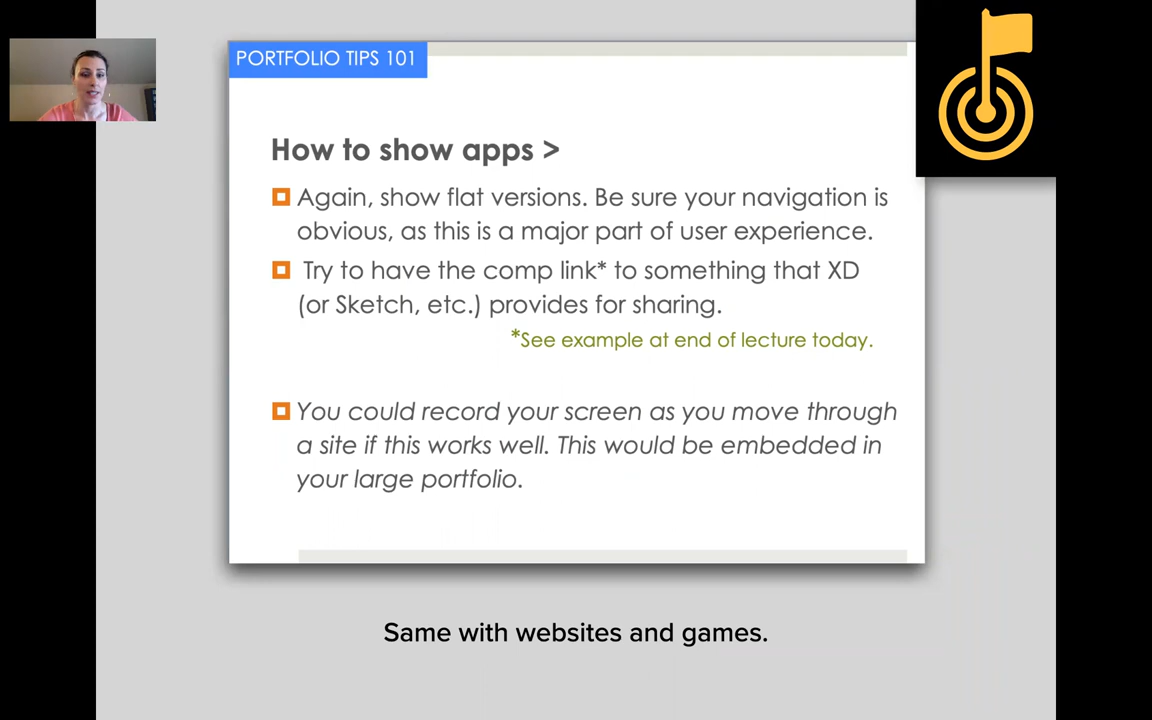 PORTFOLIO TIPS 101
How to show apps >
Again, show flat versions. Be sure your navigation is
obvious, as this is a major part of user experience.
Try to have the comp link* to something that XD
(or Sketch, etc.) provides for sharing.
*See example at end of lecture today.
You could record your screen as you move through
a site if this works well. This would be embedded in
your large portfolio.
Same with websites and games.